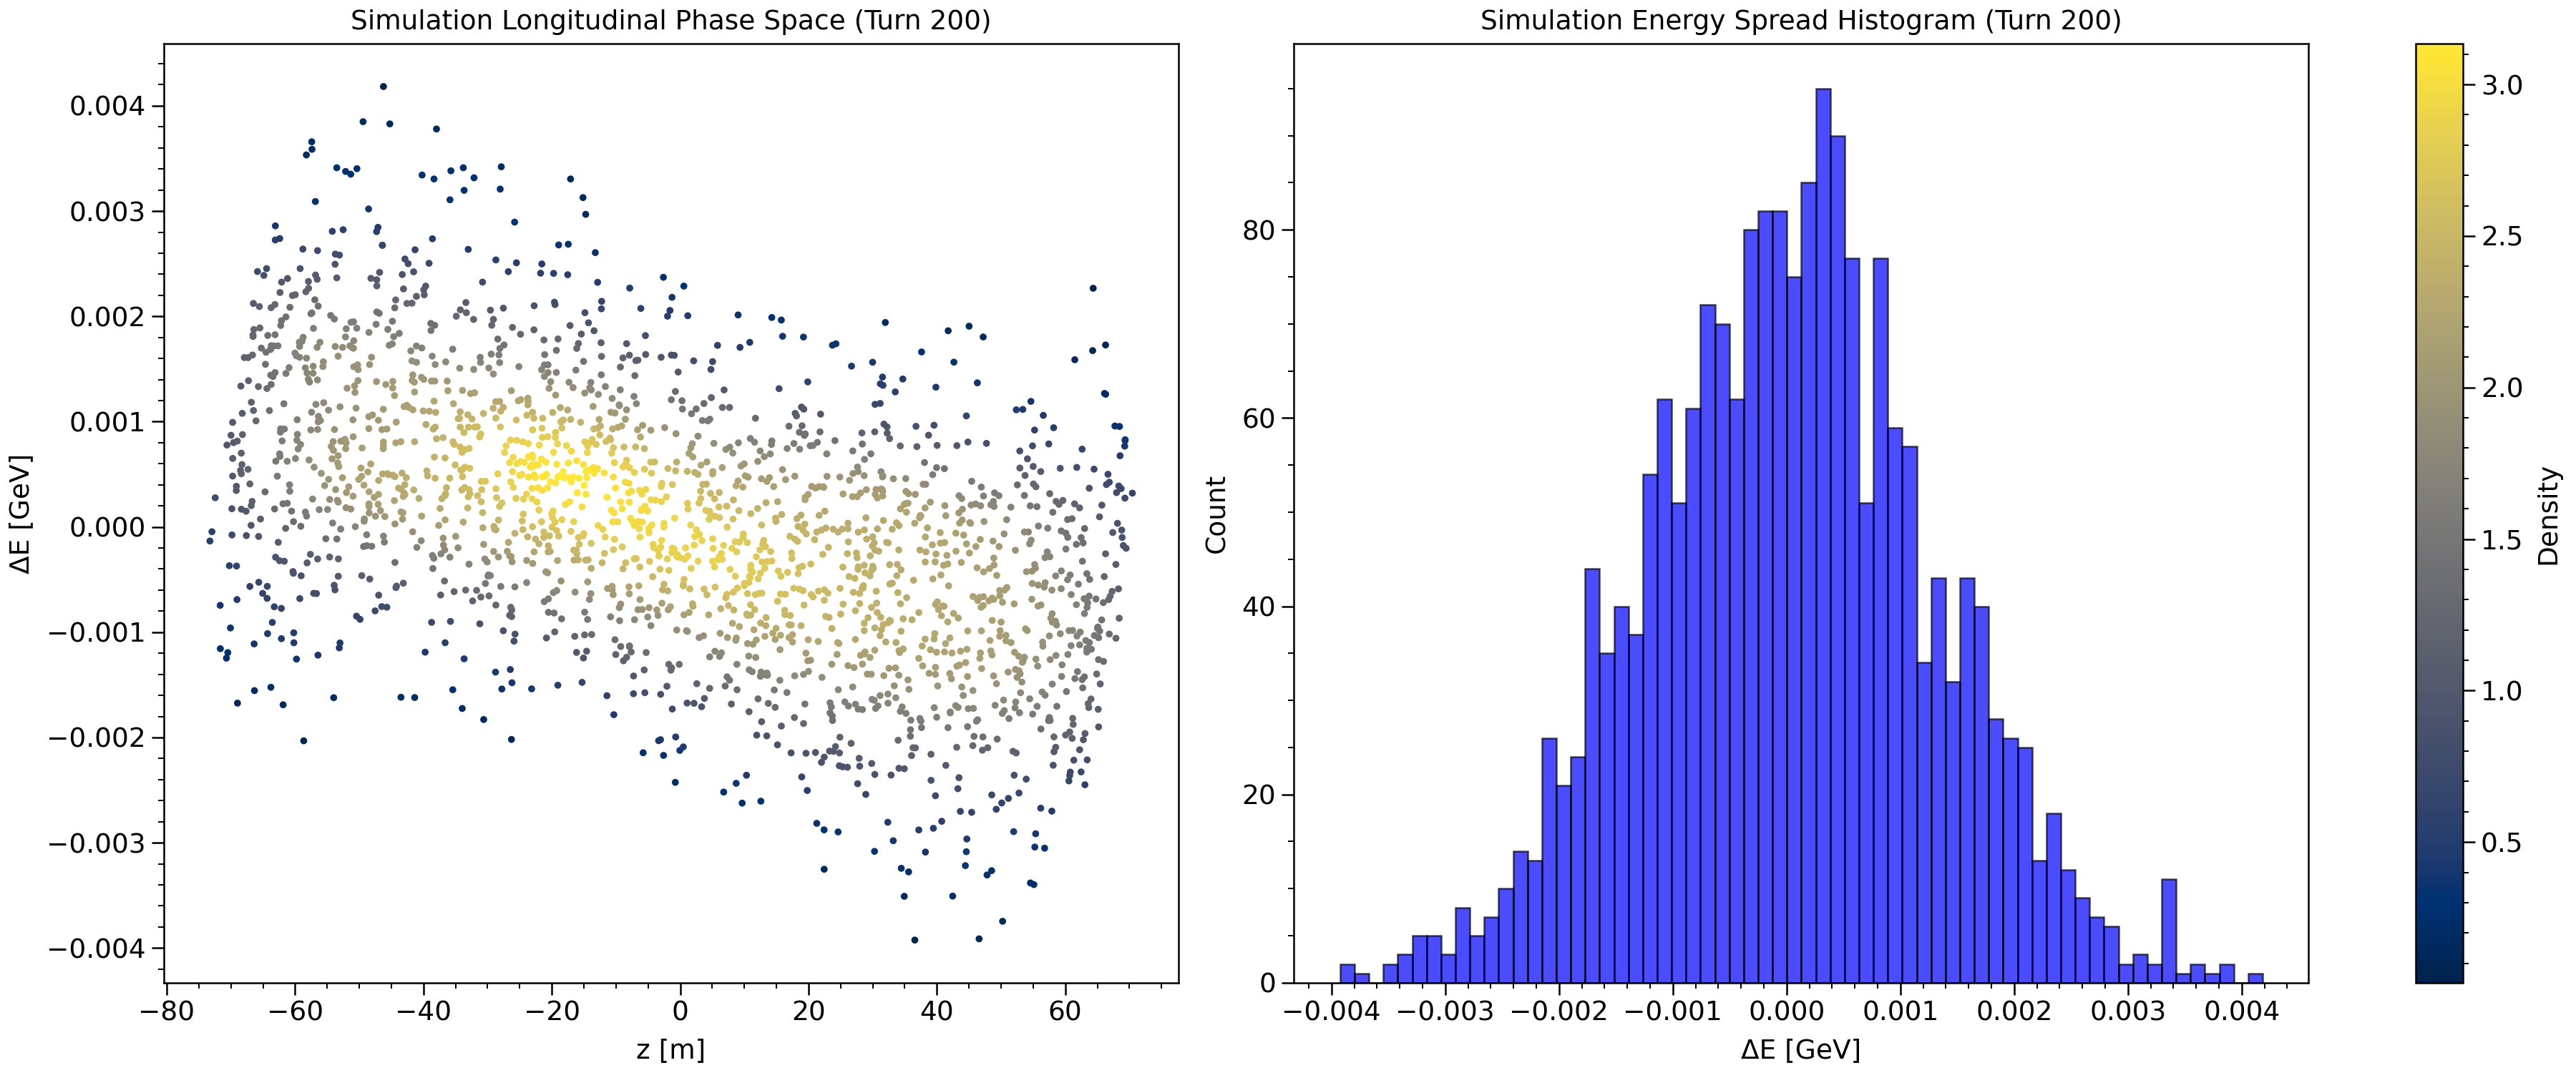 Simulation Longitudinal Phase Space (Turn 200)
0.004
0.003
0.002
0.001
0.000
−0.001
−0.002
−0.003
−0.004
ΔE [GeV]
−80 −60 −40 −20 0 20 40 60
z [m]
Simulation Energy Spread Histogram (Turn 200)
80
60
40
20
0
Count
−0.004 −0.003 −0.002 −0.001 0.000 0.001 0.002 0.003 0.004
ΔE [GeV]
3.0
2.5
2.0
1.5
1.0
0.5
Density